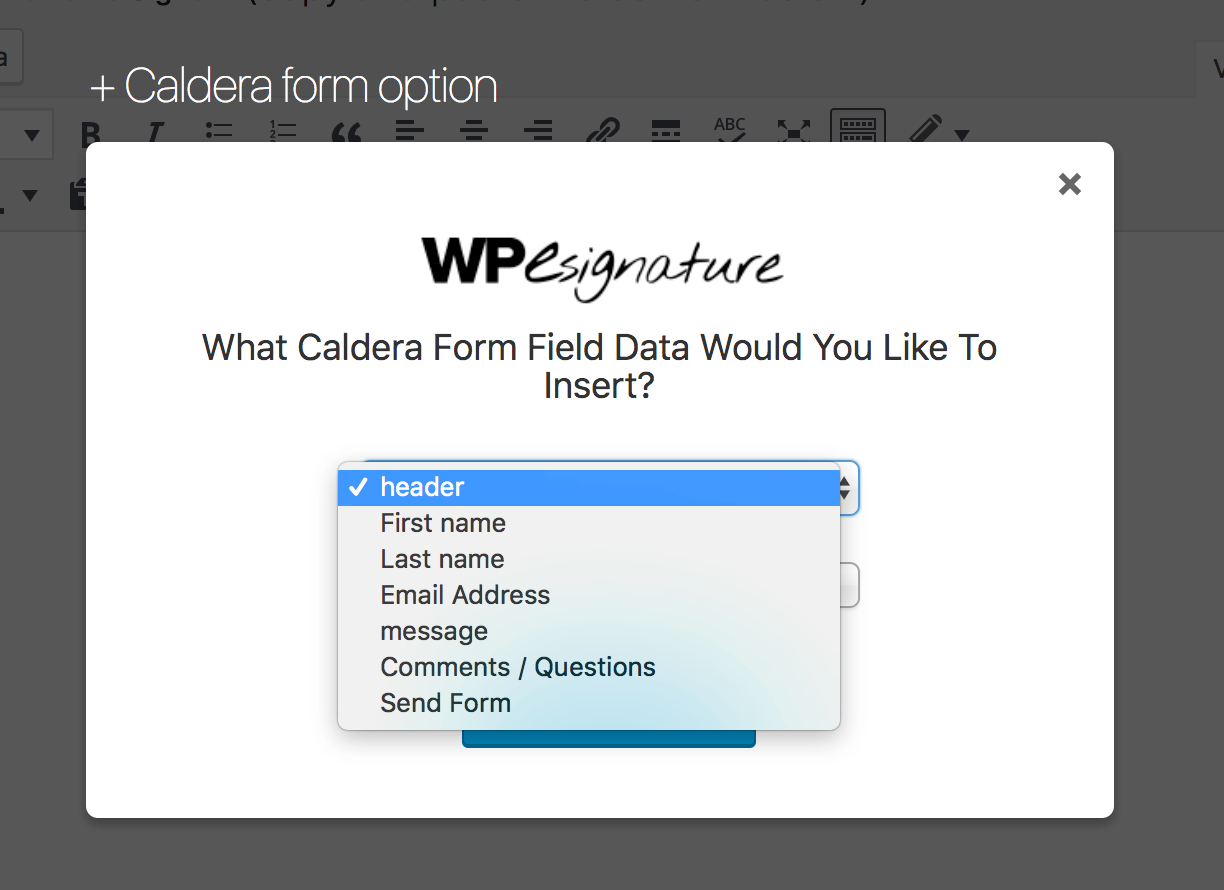 + Caldera form option
B I ABC
WPesignature
What Caldera Form Field Data Would You Like To
Insert?
✓ header
First name
Last name
Email Address
message
Comments / Questions
Send Form